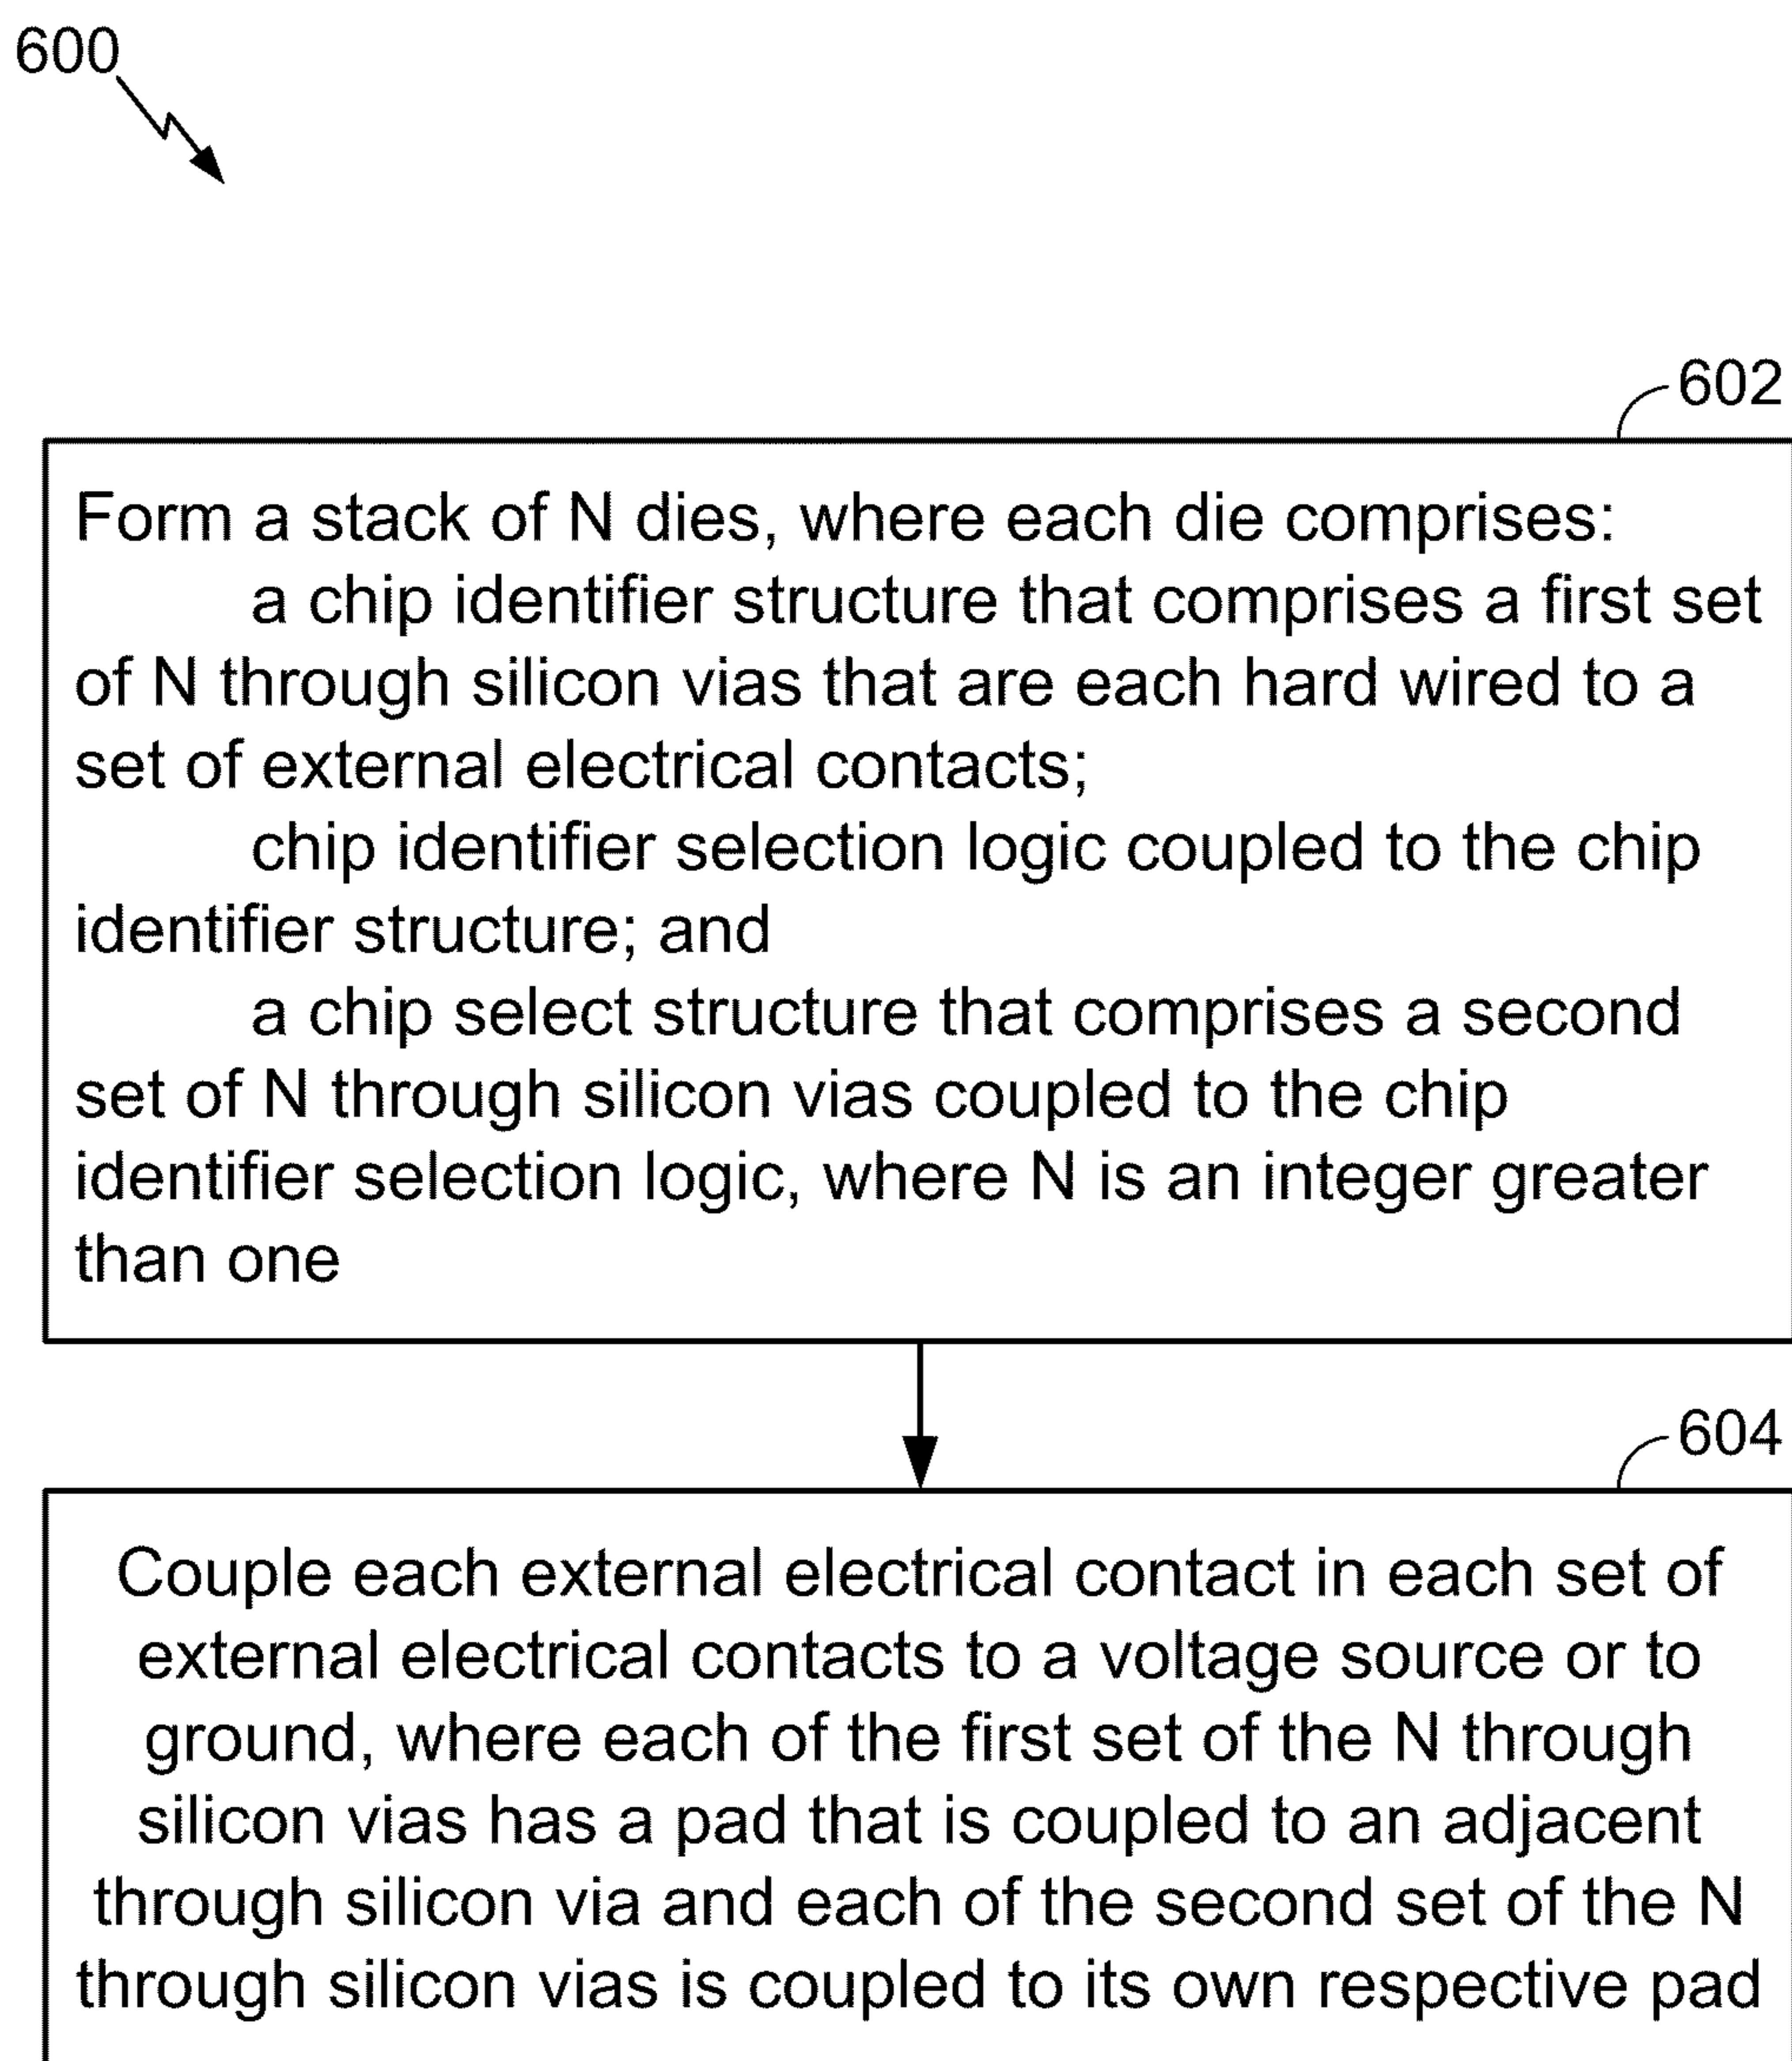 600
602
Form a stack of N dies, where each die comprises:
a chip identifier structure that comprises a first set
of N through silicon vias that are each hard wired to a
set of external electrical contacts;
chip identifier selection logic coupled to the chip
identifier structure; and
a chip select structure that comprises a second
set of N through silicon vias coupled to the chip
identifier selection logic, where N is an integer greater
than one
604
Couple each external electrical contact in each set of
external electrical contacts to a voltage source or to
ground, where each of the first set of the N through
silicon vias has a pad that is coupled to an adjacent
through silicon via and each of the second set of the N
through silicon vias is coupled to its own respective pad